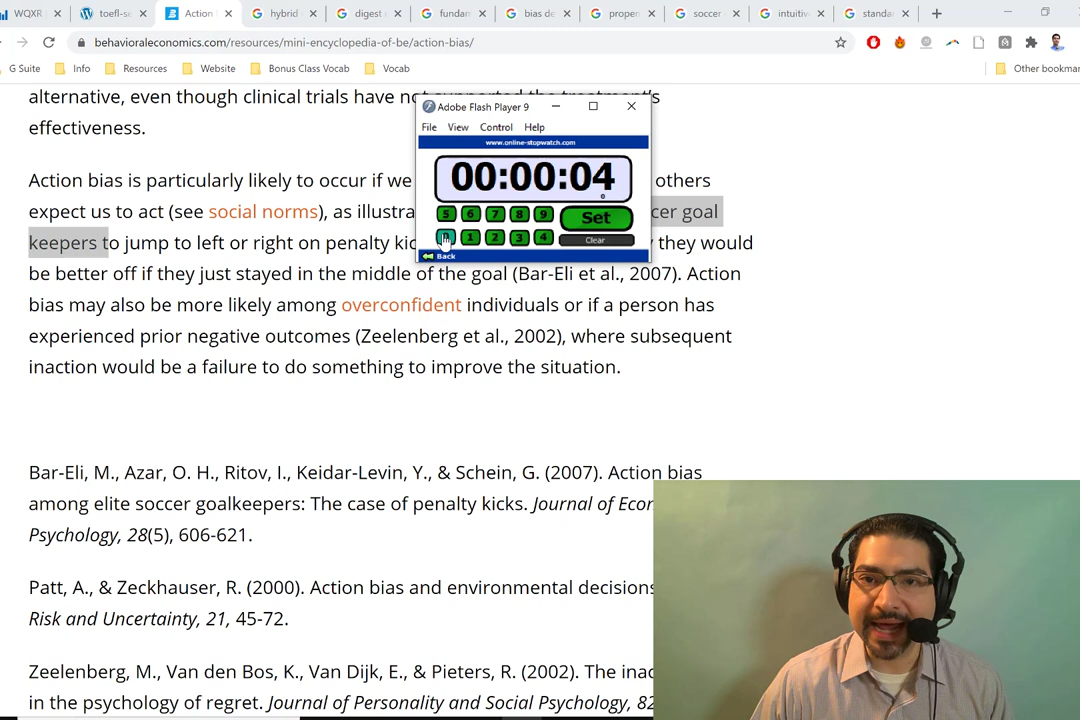 WQXR
toefl-se
Action
hybrid
digest
fundam
bias de
propen
soccer
intuitiv
standa
behavioraleconomics.com/resources/mini-encyclopedia-of-be/action-bias/
G Suite
Info
Resources
Website
Bonus Class Vocab
Vocab
Other bookmar
alternative, even though clinical trials have no
effectiveness.
Action bias is particularly likely to occur if we others
expect us to act (see social norms), as illustra cer goal
keepers to jump to left or right on penalty kic they would
be better off if they just stayed in the middle of the goal (Bar-Eli et al., 2007). Action
bias may also be more likely among overconfident individuals or if a person has
experienced prior negative outcomes (Zeelenberg et al., 2002), where subsequent
inaction would be a failure to do something to improve the situation.
Adobe Flash Player 9
File View Control Help
www.online-stopwatch.com
00:00:04
0
5 6 7 8 9 Set
1 2 3 4 Clear
Back
Bar-Eli, M., Azar, O. H., Ritov, I., Keidar-Levin, Y., & Schein, G. (2007). Action bias
among elite soccer goalkeepers: The case of penalty kicks. Journal of Econ
Psychology, 28(5), 606-621.
Patt, A., & Zeckhauser, R. (2000). Action bias and environmental decisions
Risk and Uncertainty, 21, 45-72.
Zeelenberg, M., Van den Bos, K., Van Dijk, E., & Pieters, R. (2002). The inac
in the psychology of regret. Journal of Personality and Social Psychology, 82